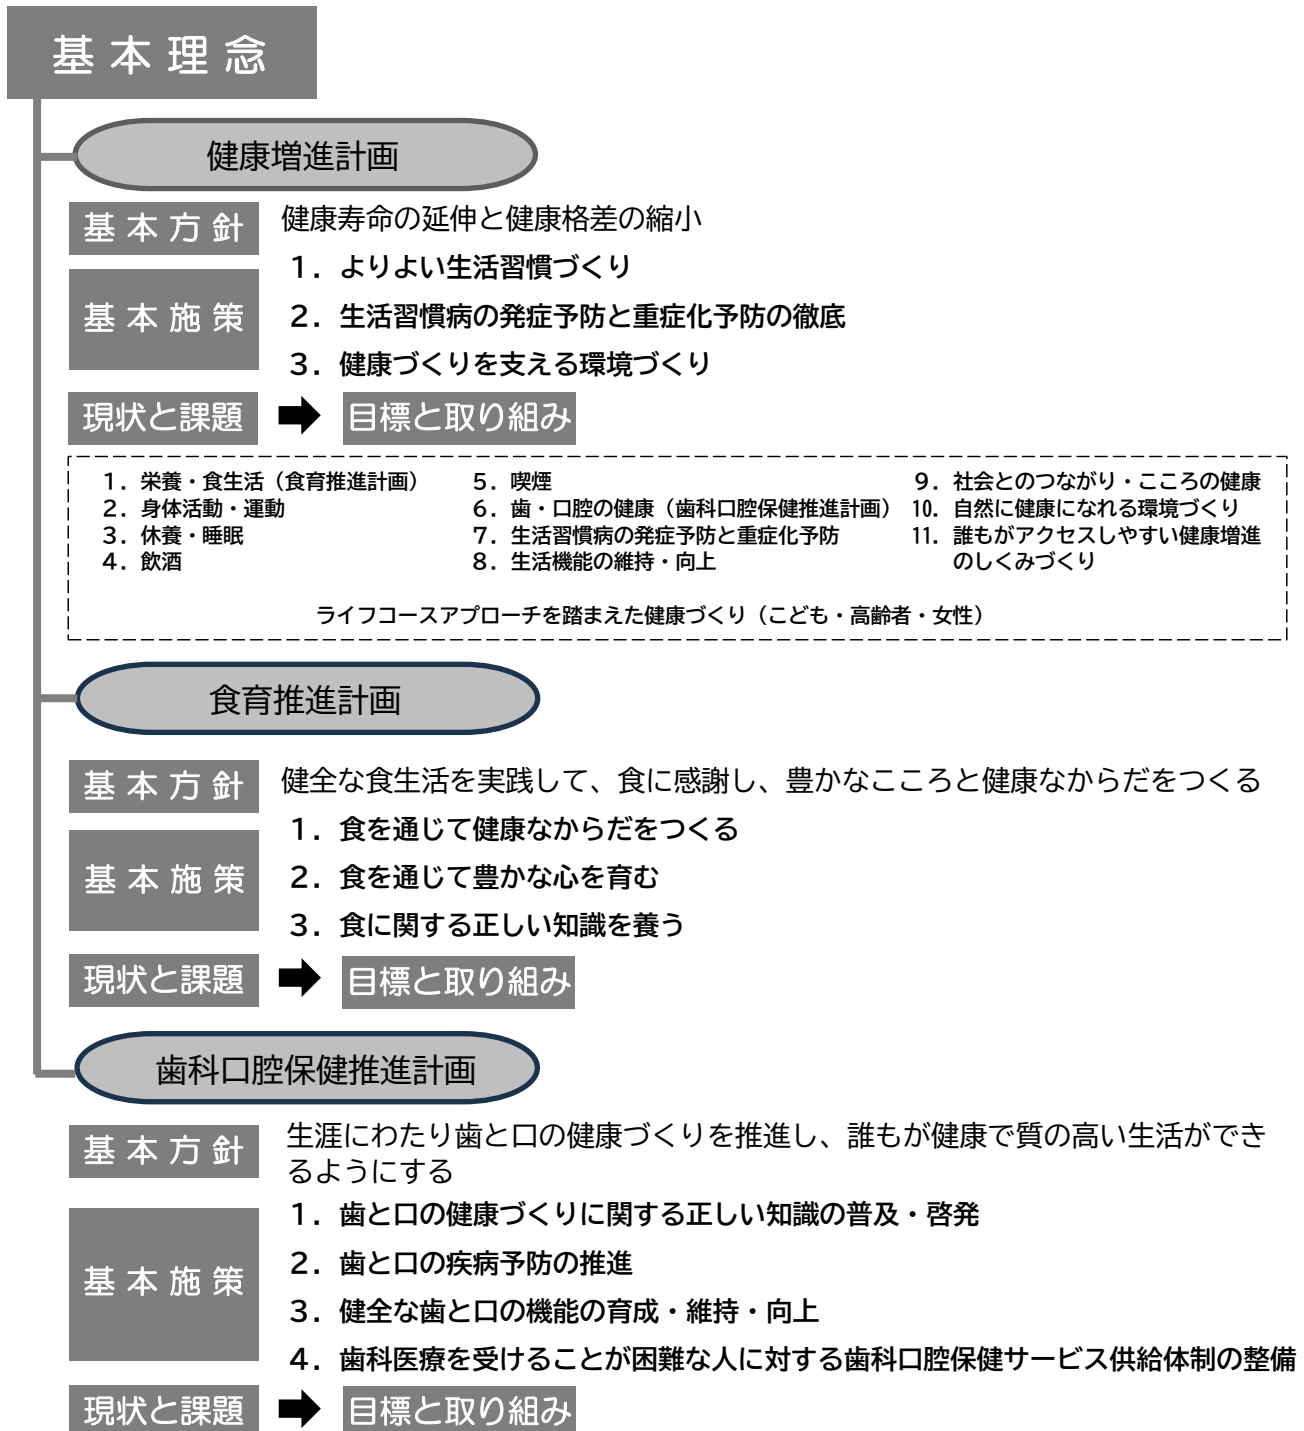 基本理念
健康増進計画
基本方針
健康寿命の延伸と健康格差の縮小
基本施策
１．よりよい生活習慣づくり
２．生活習慣病の発症予防と重症化予防の徹底
３．健康づくりを支える環境づくり
現状と課題
目標と取り組み
１．栄養・食生活（食育推進計画）
２．身体活動・運動
３．休養・睡眠
４．飲酒
５．喫煙
６．歯・口腔の健康（歯科口腔保健推進計画）
７．生活習慣病の発症予防と重症化予防
８．生活機能の維持・向上
９．社会とのつながり・こころの健康
10．自然に健康になれる環境づくり
11．誰もがアクセスしやすい健康増進
のしくみづくり
ライフコースアプローチを踏まえた健康づくり（こども・高齢者・女性）
食育推進計画
基本方針
健全な食生活を実践して、食に感謝し、豊かなこころと健康なからだをつくる
基本施策
１．食を通じて健康なからだをつくる
２．食を通じて豊かな心を育む
３．食に関する正しい知識を養う
現状と課題
目標と取り組み
歯科口腔保健推進計画
基本方針
生涯にわたり歯と口の健康づくりを推進し、誰もが健康で質の高い生活ができ
るようにする
基本施策
１．歯と口の健康づくりに関する正しい知識の普及・啓発
２．歯と口の疾病予防の推進
３．健全な歯と口の機能の育成・維持・向上
４．歯科医療を受けることが困難な人に対する歯科口腔保健サービス供給体制の整備
現状と課題
目標と取り組み